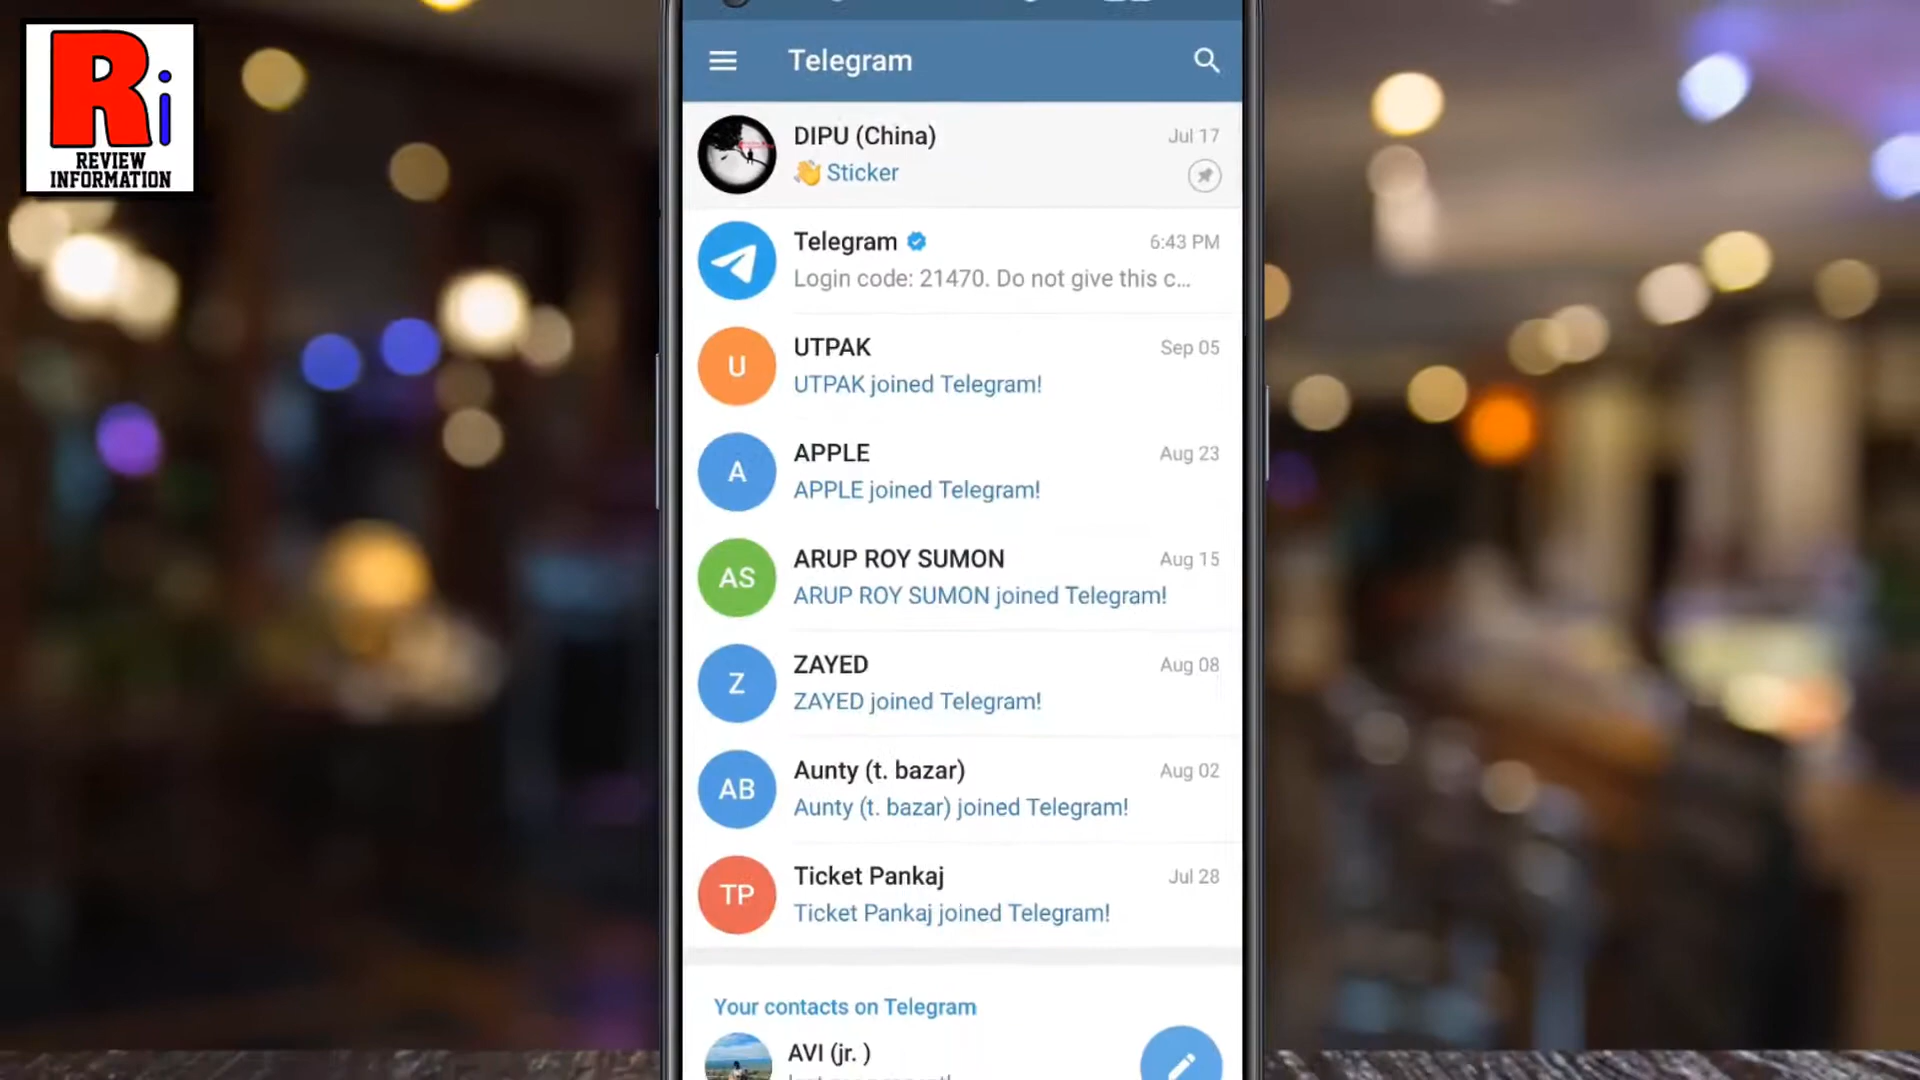 Ri
REVIEW
INFORMATION
Telegram
DIPU (China)
Jul 17
👋 Sticker
Telegram
6:43 PM
Login code: 21470. Do not give this c...
UTPAK
Sep 05
U
UTPAK joined Telegram!
APPLE
Aug 23
A
APPLE joined Telegram!
ARUP ROY SUMON
Aug 15
AS
ARUP ROY SUMON joined Telegram!
ZAYED
Aug 08
Z
ZAYED joined Telegram!
Aunty (t. bazar)
Aug 02
AB
Aunty (t. bazar) joined Telegram!
Ticket Pankaj
Jul 28
TP
Ticket Pankaj joined Telegram!
Your contacts on Telegram
AVI (jr. )